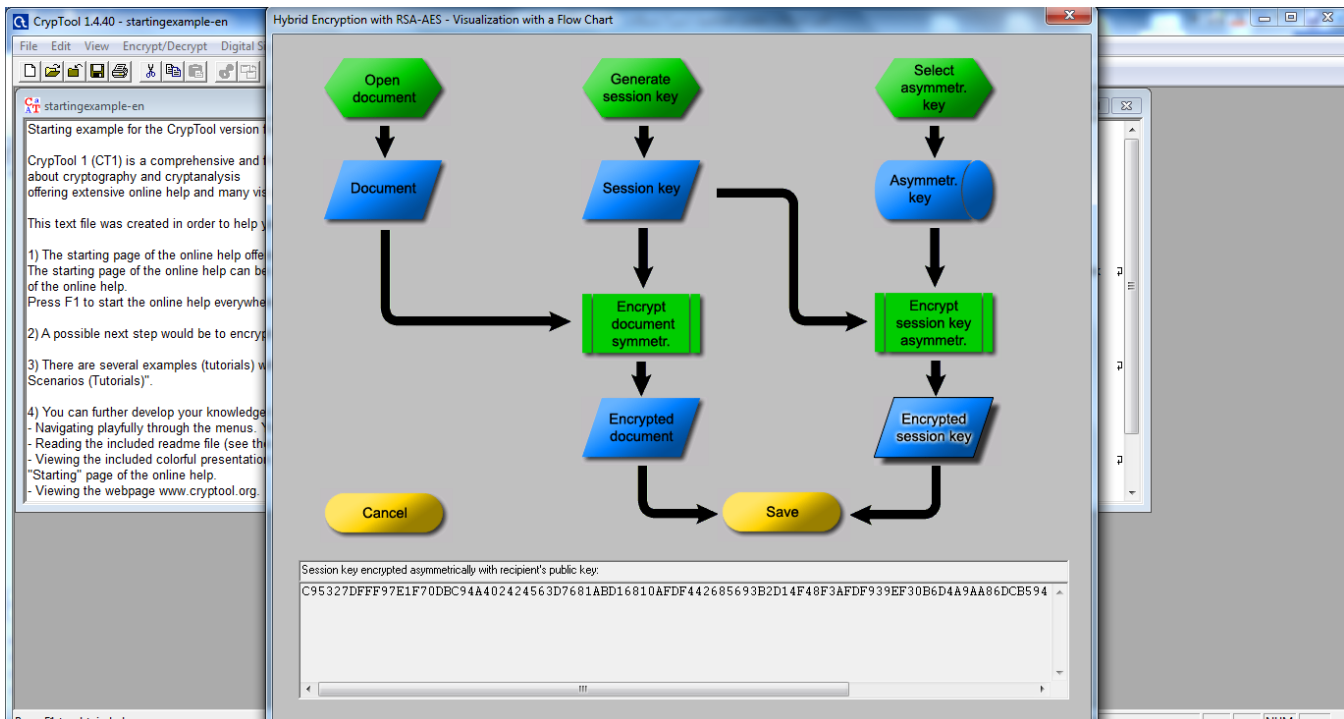 CrypTool 1.4.40 - startingexample-en
File Edit View Encrypt/Decrypt Digital
startingexample-en
Starting example for the CrypTool version
CrypTool 1 (CT1) is a comprehensive and
about cryptography and cryptanalysis
offering extensive online help and many
This text file was created in order to help
1) The starting page of the online help
The starting page of the online help can be
of the online help.
Press F1 to start the online help
2) A possible next step would be to
3) There are several examples (tutorials)
Scenarios (Tutorials)".
4) You can further develop your knowledge
- Navigating playfully through the menus.
- Reading the included readme file (see
- Viewing the included colorful presentation
"Starting" page of the online help.
- Viewing the webpage www.cryptool.org.
Hybrid Encryption with RSA-AES - Visualization with a Flow Chart
Open
document
Generate
session key
Select
asymmetr.
key
Document
Session key
Asymmetr.
key
Encrypt
document
symmetr.
Encrypt
session key
asymmetr.
Encrypted
document
Encrypted
session key
Cancel
Save
Session key encrypted asymmetrically with recipient's public key:
C95327DFFF97E1F70DBC94A402424563D7681ABD16810AFDF442685693B2D14F48F3AFDF939EF30B6D4A9AA86DCB594